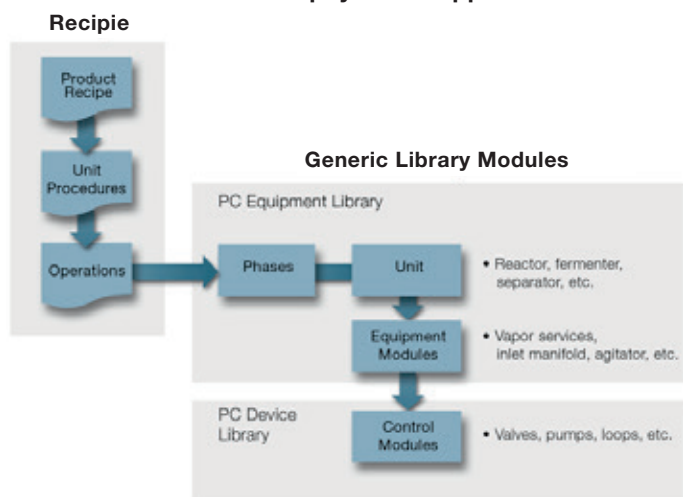 Recipie
Product
Recipe
Unit
Procedures
Operations
Generic Library Modules
PC Equipment Library
Phases
Unit
• Reactor, fermenter,
separator, etc.
Equipment
Modules
• Vapor services,
inlet manifold, agitator, etc.
PC Device
Library
Control
Modules
• Valves, pumps, loops, etc.